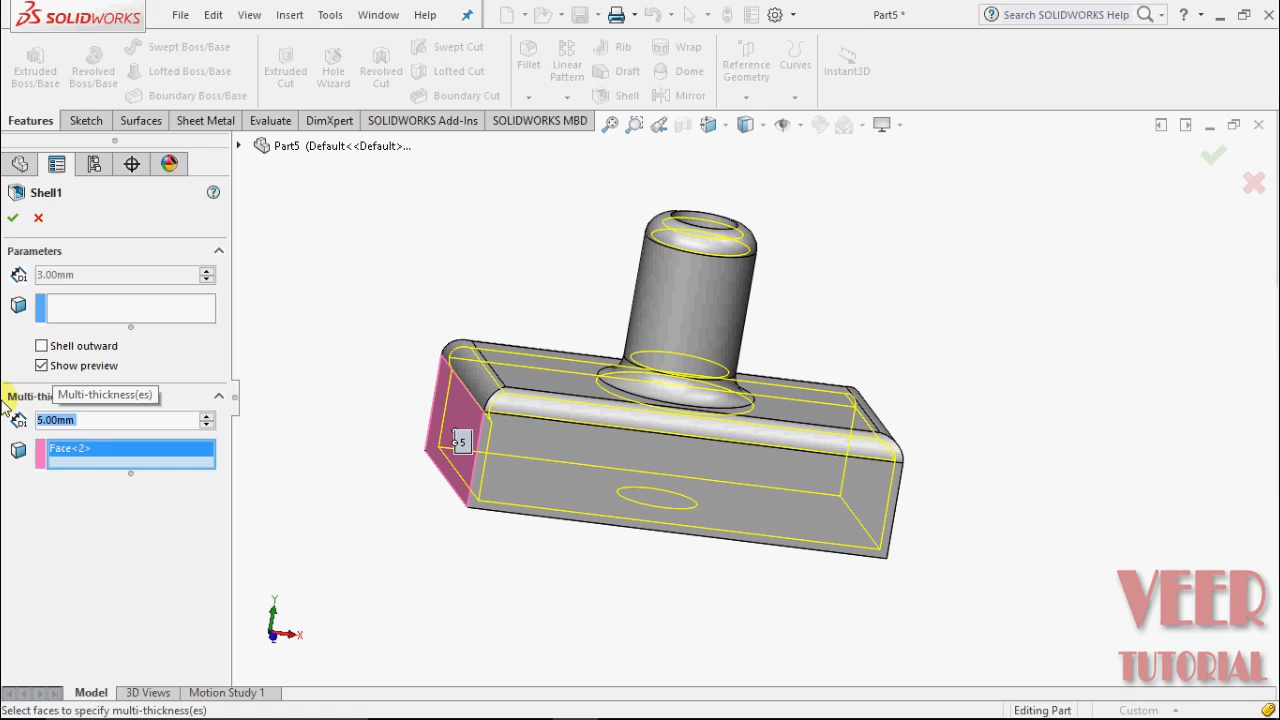 SOLIDWORKS
File Edit View Insert Tools Window Help
Part5 *
Search SOLIDWORKS Help
?
Extruded Boss/Base
Revolved Boss/Base
Swept Boss/Base
Lofted Boss/Base
Boundary Boss/Base
Extruded Cut
Hole Wizard
Revolved Cut
Swept Cut
Lofted Cut
Boundary Cut
Fillet
Linear Pattern
Rib
Draft
Shell
Wrap
Dome
Mirror
Reference Geometry
Curves
Instant3D
Features Sketch Surfaces Sheet Metal Evaluate DimXpert SOLIDWORKS Add-Ins SOLIDWORKS MBD
Part5 (Default<<Default>...
Shell1
?
Parameters
D1
3.00mm
Shell outward
Show preview
Multi-thi
Multi-thickness(es)
D1
5.00mm
Face<2>
5
Y
X
VEER
TUTORIAL
Model 3D Views Motion Study 1
Select faces to specify multi-thickness(es)
Editing Part
Custom